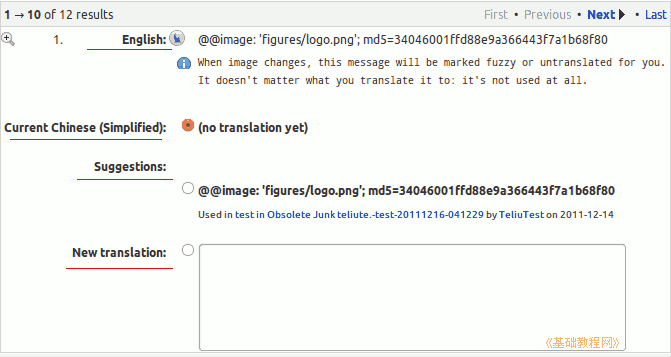 1 → 10 of 12 results First • Previous • Next • Last
1. English: @@image: 'figures/logo.png'; md5=34046001ffd88e9a366443f7a1b68f80
When image changes, this message will be marked fuzzy or untranslated for you.
It doesn't matter what you translate it to: it's not used at all.
Current Chinese (Simplified): (no translation yet)
Suggestions:
@@image: 'figures/logo.png'; md5=34046001ffd88e9a366443f7a1b68f80
Used in test in Obsolete Junk teliute.-test-20111216-041229 by TeliuTest on 2011-12-14
New translation:
《基础教程网》